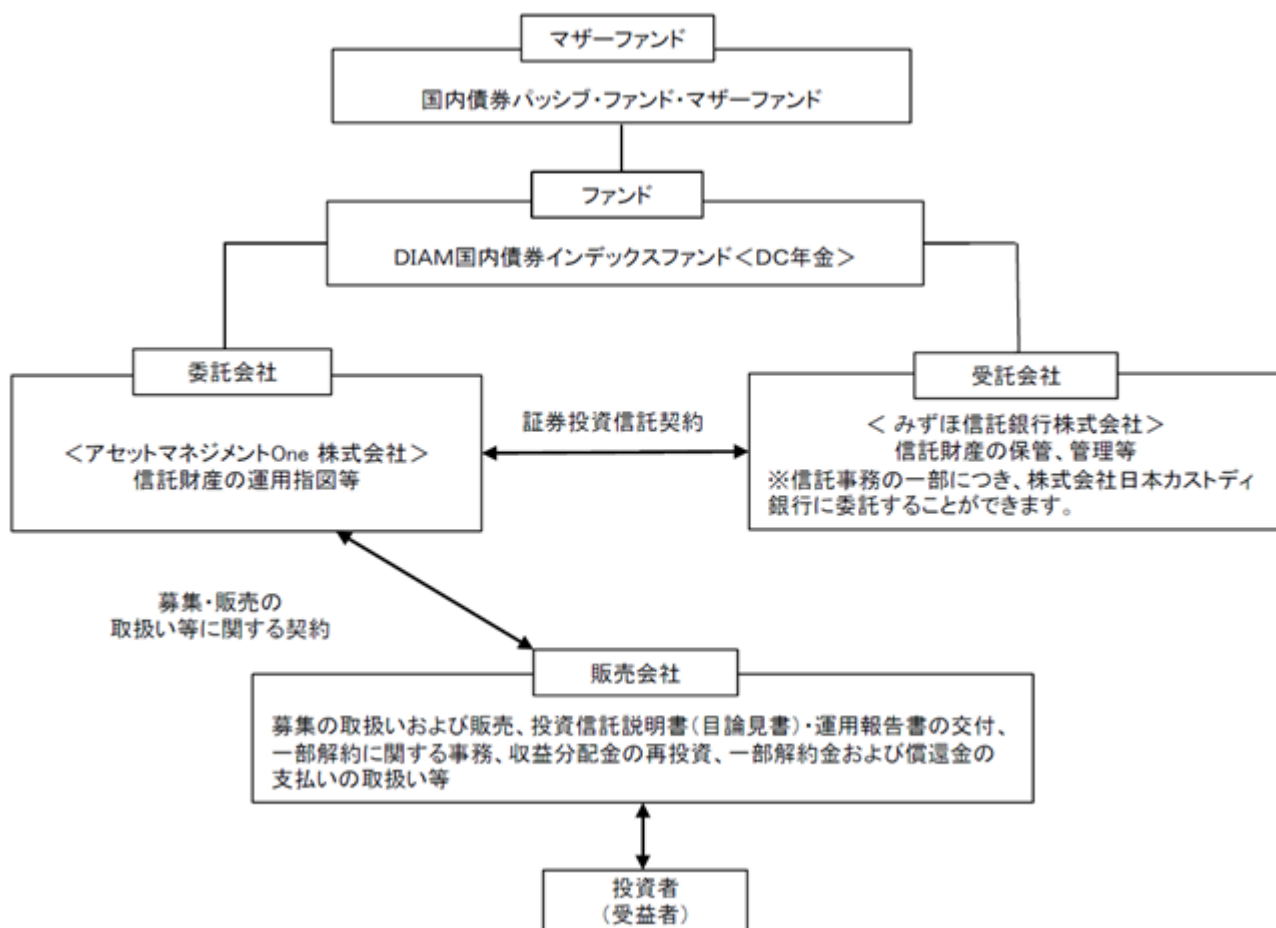 マザーファンド
国内債券パッシブ・ファンド・マザーファンド
ファンド
DIAM国内債券インデックスファンド＜DC年金＞
委託会社
＜アセットマネジメントOne 株式会社＞
信託財産の運用指図等
証券投資信託契約
受託会社
＜ みずほ信託銀行株式会社＞
信託財産の保管、管理等
※信託事務の一部につき、株式会社日本カストディ
銀行に委託することができます。
募集・販売の
取扱い等に関する契約
販売会社
募集の取扱いおよび販売、投資信託説明書（目論見書）・運用報告書の交付、
一部解約に関する事務、収益分配金の再投資、一部解約金および償還金の
支払いの取扱い等
投資者
（受益者）